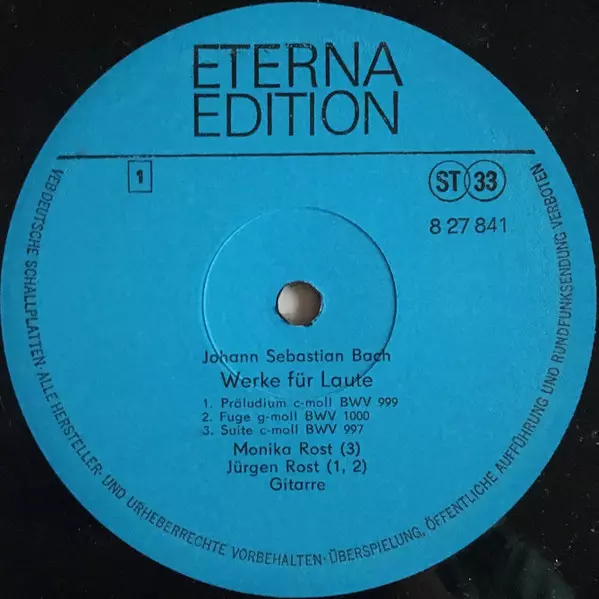 ETERNA
EDITION
1
ST 33
8 27 841
Johann Sebastian Bach
Werke für Laute
1. Präludium c-moll BWV 999
2. Fuge g-moll BWV 1000
3. Suite c-moll BWV 997
Monika Rost (3)
Jürgen Rost (1, 2)
Gitarre
VEB DEUTSCHE SCHALLPLATTEN · ALLE HERSTELLER- UND URHEBERRECHTE VORBEHALTEN · ÜBERSPIELUNG, ÖFFENTLICHE AUFFÜHRUNG UND RUNDFUNKSENDUNG VERBOTEN